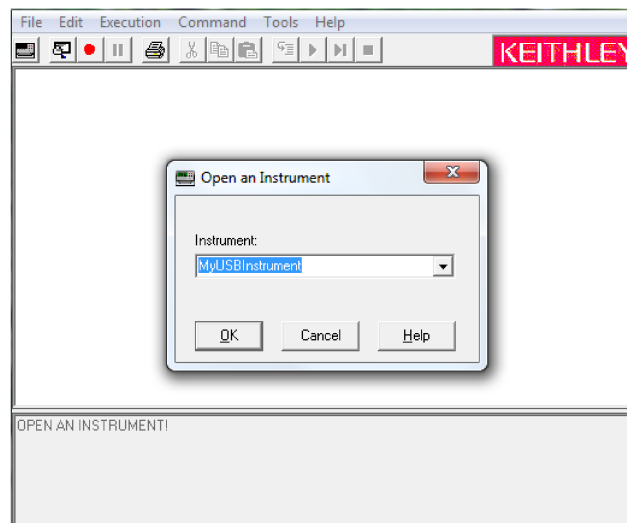 File Edit Execution Command Tools Help
KEITHLEY
Open an Instrument
Instrument:
MyUSBInstrument
OK Cancel Help
OPEN AN INSTRUMENT!